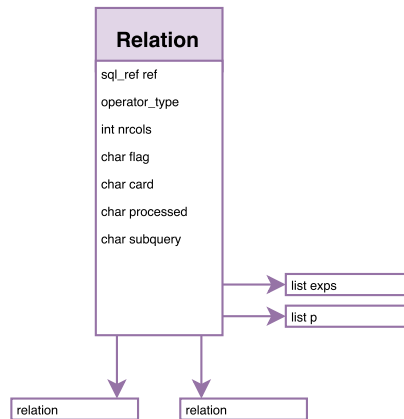 Relation
sql_ref ref
operator_type
int nrcols
char flag
char card
char processed
char subquery
list exps
list p
relation
relation